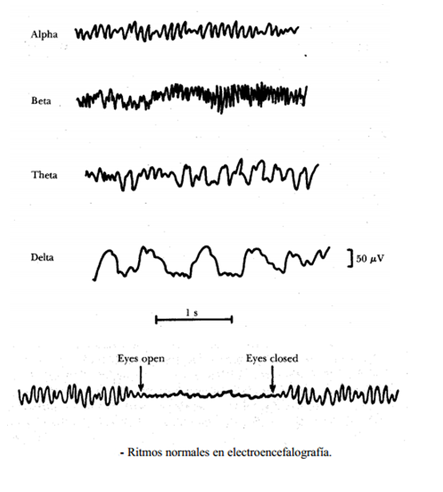 Alpha
Beta
Theta
Delta
50 μV
1 s
Eyes open
Eyes closed
- Ritmos normales en electroencefalografía.